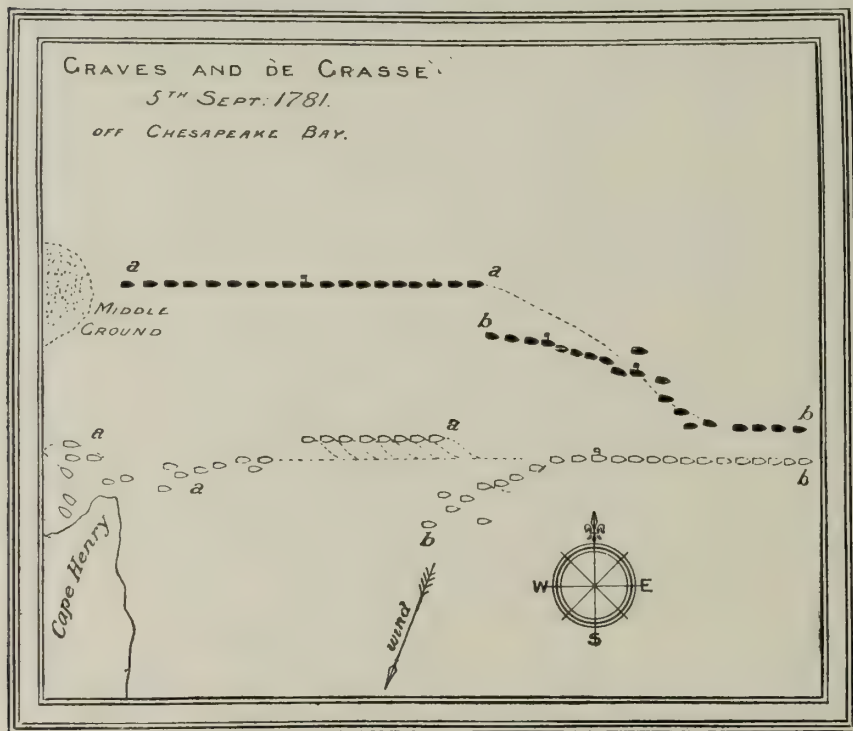 GRAVES AND DE GRASSE.
5TH SEPT: 1781.
OFF CHESAPEAKE BAY.
a
a
MIDDLE
GROUND
b
b
a
a
a
b
b
Cape Henry
wind
W
E
S